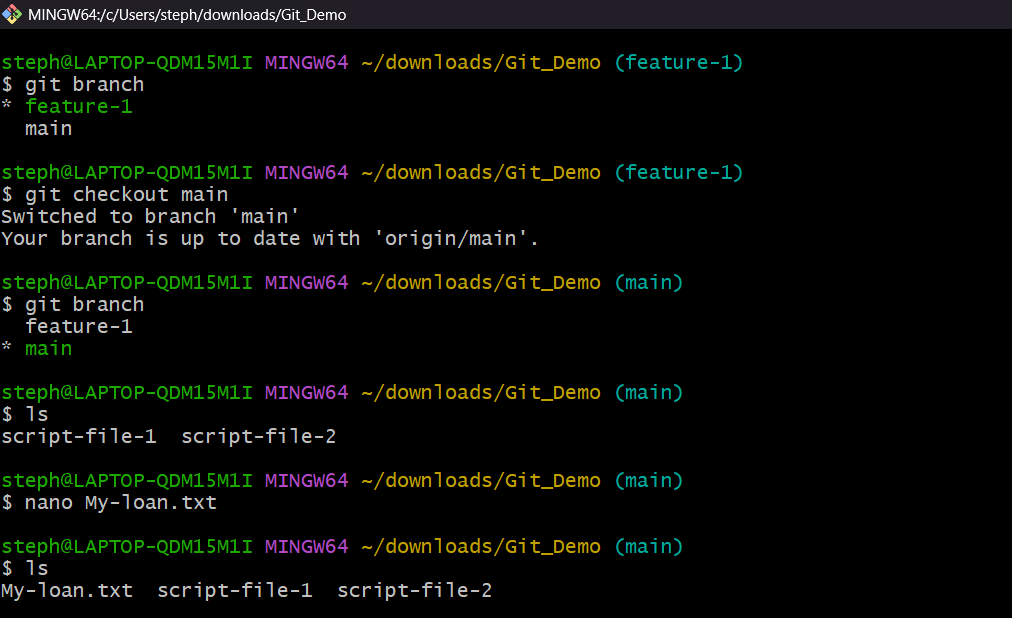 MINGW64:/c/Users/steph/downloads/Git_Demo
steph@LAPTOP-QDM15M1I MINGW64 ~/downloads/Git_Demo (feature-1)
$ git branch
* feature-1
  main
steph@LAPTOP-QDM15M1I MINGW64 ~/downloads/Git_Demo (feature-1)
$ git checkout main
Switched to branch 'main'
Your branch is up to date with 'origin/main'.
steph@LAPTOP-QDM15M1I MINGW64 ~/downloads/Git_Demo (main)
$ git branch
  feature-1
* main
steph@LAPTOP-QDM15M1I MINGW64 ~/downloads/Git_Demo (main)
$ ls
script-file-1  script-file-2
steph@LAPTOP-QDM15M1I MINGW64 ~/downloads/Git_Demo (main)
$ nano My-loan.txt
steph@LAPTOP-QDM15M1I MINGW64 ~/downloads/Git_Demo (main)
$ ls
My-loan.txt  script-file-1  script-file-2